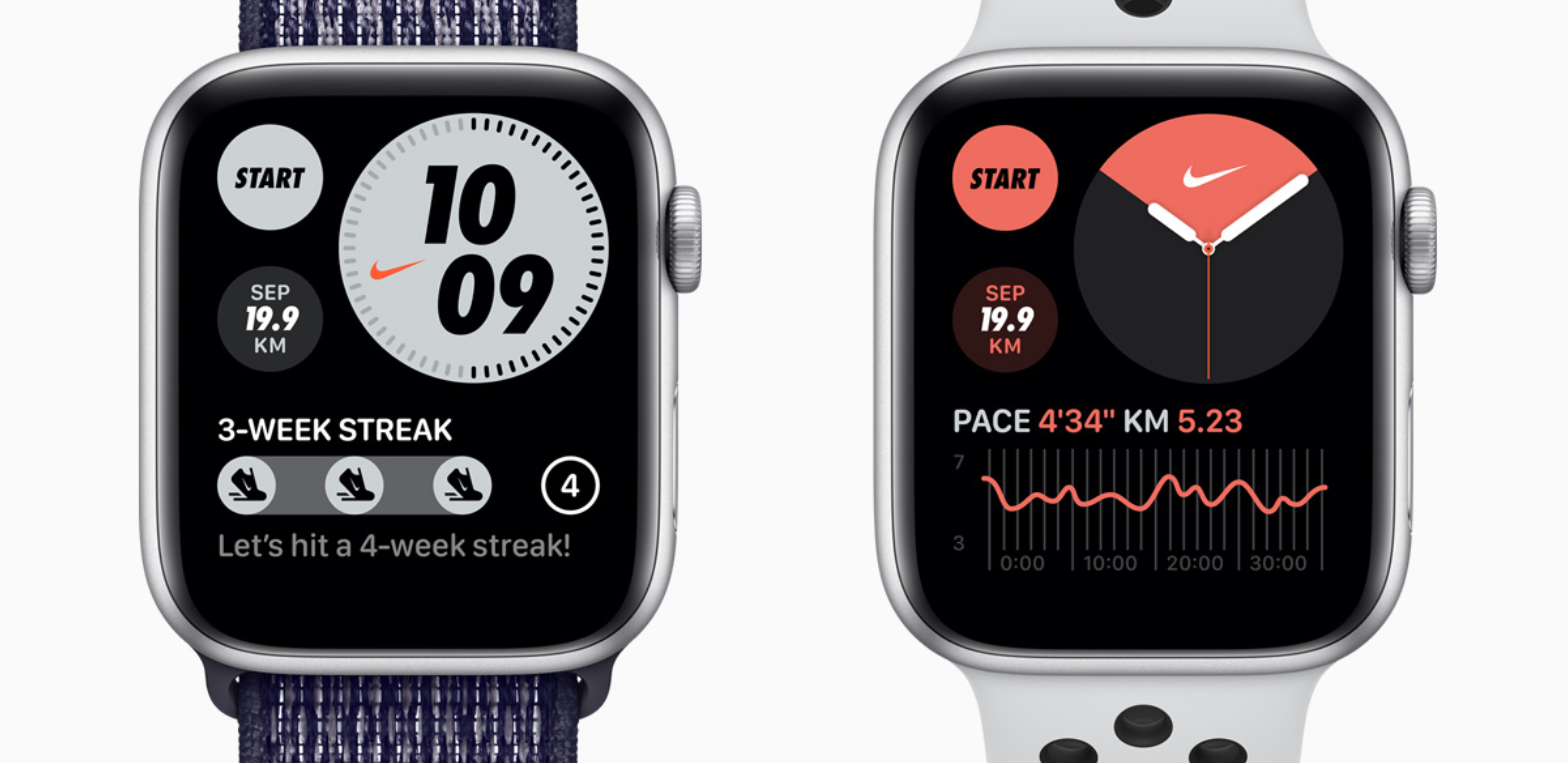 START
10
09
SEP
19.9
KM
3-WEEK STREAK
4
Let’s hit a 4-week streak!
START
SEP
19.9
KM
PACE 4'34" KM 5.23
7
3
0:00 10:00 20:00 30:00